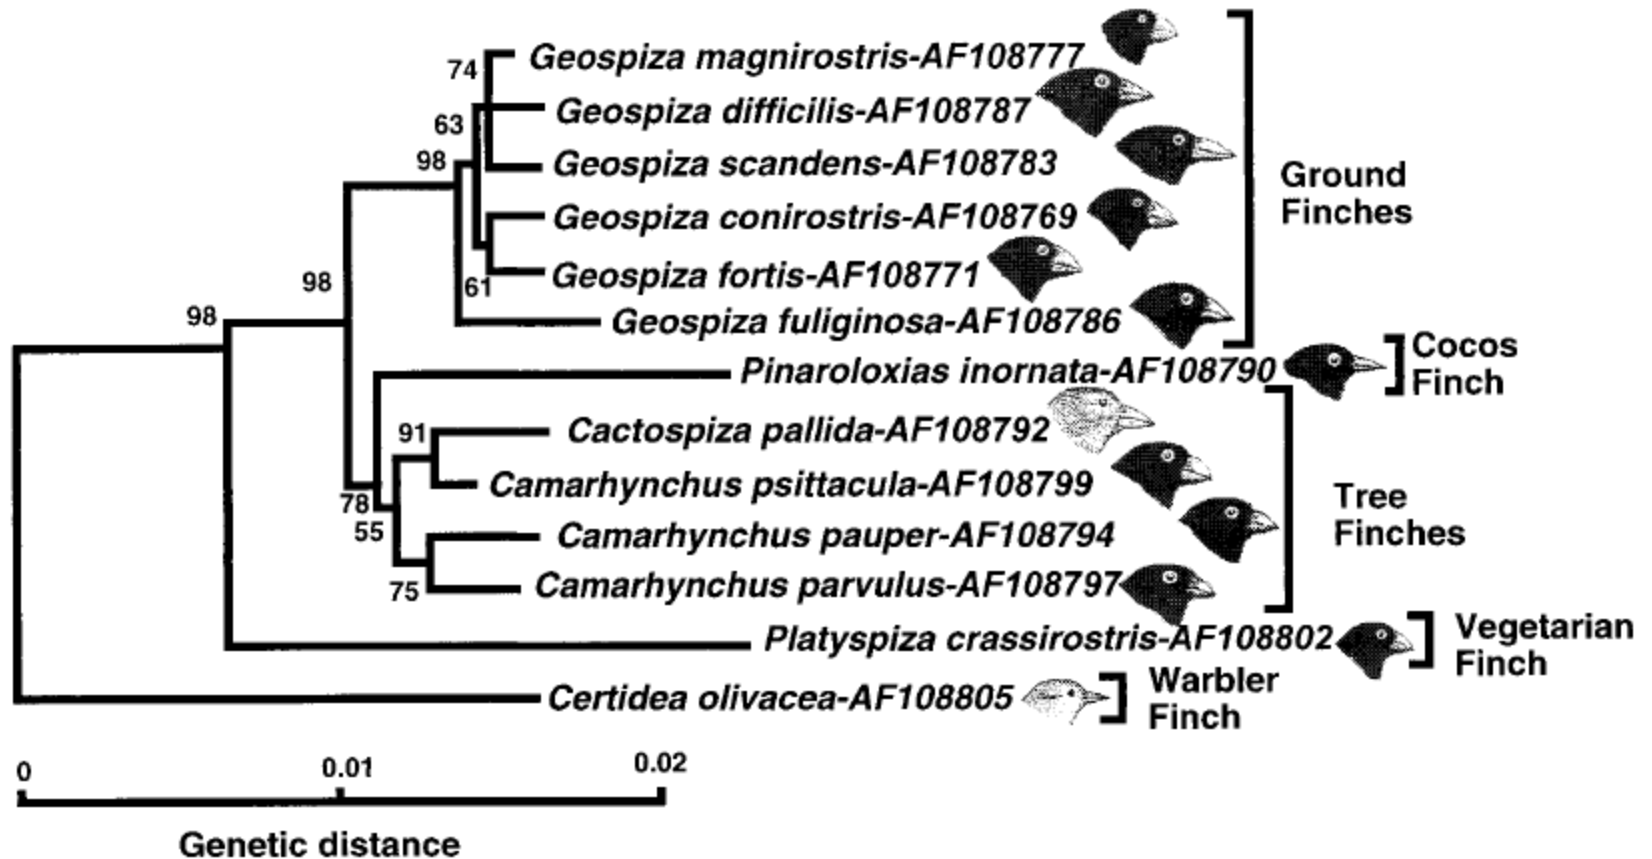 74
Geospiza magnirostris-AF108777
63
Geospiza difficilis-AF108787
98
Geospiza scandens-AF108783
Ground
Finches
Geospiza conirostris-AF108769
Geospiza fortis-AF108771
61
98
98
Geospiza fuliginosa-AF108786
Pinaroloxias inornata-AF108790
Cocos
Finch
91
Cactospiza pallida-AF108792
Camarhynchus psittacula-AF108799
78
55
Camarhynchus pauper-AF108794
Tree
Finches
75
Camarhynchus parvulus-AF108797
Platyspiza crassirostris-AF108802
Vegetarian
Finch
Certidea olivacea-AF108805
Warbler
Finch
0
0.01
0.02
Genetic distance